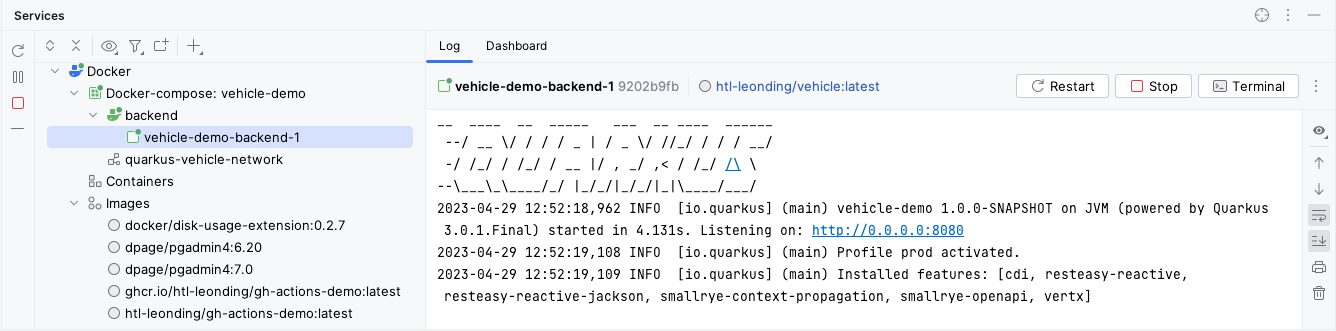 Services
Log
Dashboard
Docker
Docker-compose: vehicle-demo
backend
vehicle-demo-backend-1
quarkus-vehicle-network
Containers
Images
docker/disk-usage-extension:0.2.7
dpage/pgadmin4:6.20
dpage/pgadmin4:7.0
ghcr.io/htl-leonding/gh-actions-demo:latest
htl-leonding/gh-actions-demo:latest
vehicle-demo-backend-1 9202b9fb
htl-leonding/vehicle:latest
Restart
Stop
Terminal
__  ____  __  _____   ___  __ ____  ______
 --/ __ \/ / / / _ | / _ \/ //_/ / / / __/
 -/ /_/ / /_/ / __ |/ , _/ ,< / /_/ /\ \
--\___\_\____/_/ |_/_/|_/_/|_|\____/___/
2023-04-29 12:52:18,962 INFO  [io.quarkus] (main) vehicle-demo 1.0.0-SNAPSHOT on JVM (powered by Quarkus
3.0.1.Final) started in 4.131s. Listening on: http://0.0.0.0:8080
2023-04-29 12:52:19,108 INFO  [io.quarkus] (main) Profile prod activated.
2023-04-29 12:52:19,109 INFO  [io.quarkus] (main) Installed features: [cdi, resteasy-reactive,
resteasy-reactive-jackson, smallrye-context-propagation, smallrye-openapi, vertx]